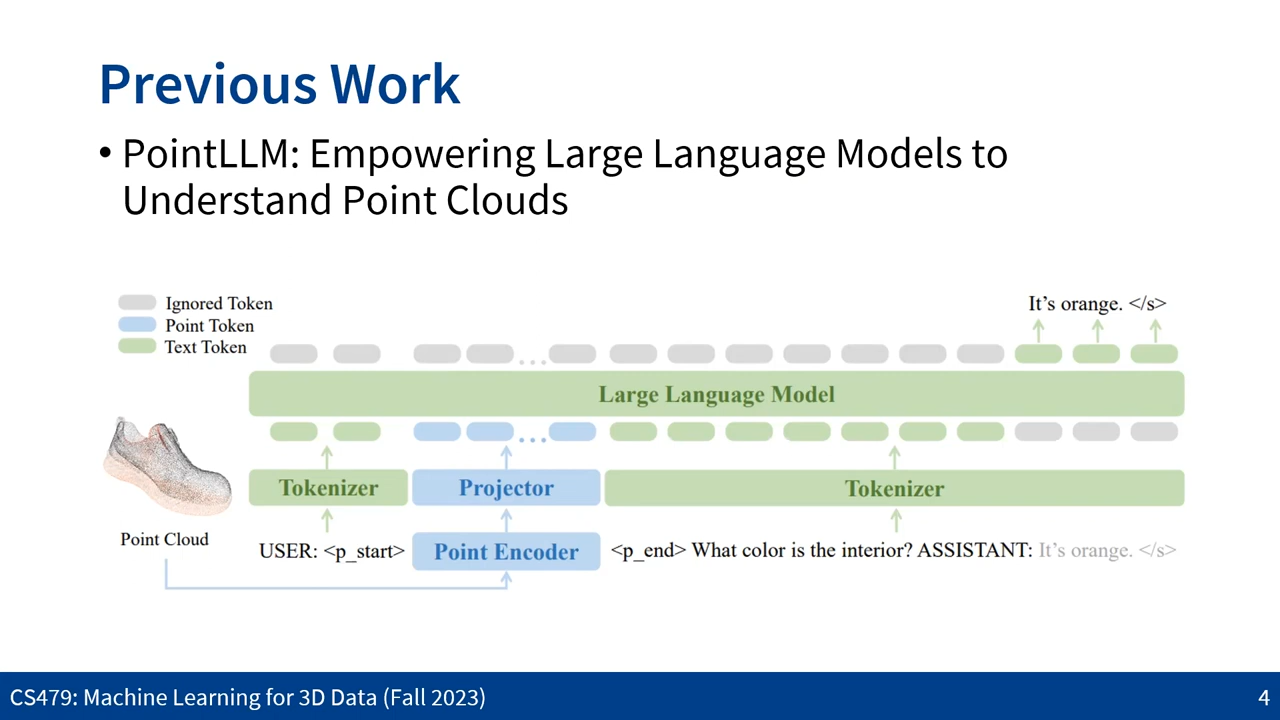 Previous Work
• PointLLM: Empowering Large Language Models to
Understand Point Clouds
Ignored Token
Point Token
Text Token
It's orange. </s>
Large Language Model
Tokenizer
Projector
Tokenizer
Point Cloud
USER: <p_start>
Point Encoder
<p_end> What color is the interior? ASSISTANT: It's orange. </s>
CS479: Machine Learning for 3D Data (Fall 2023)
4